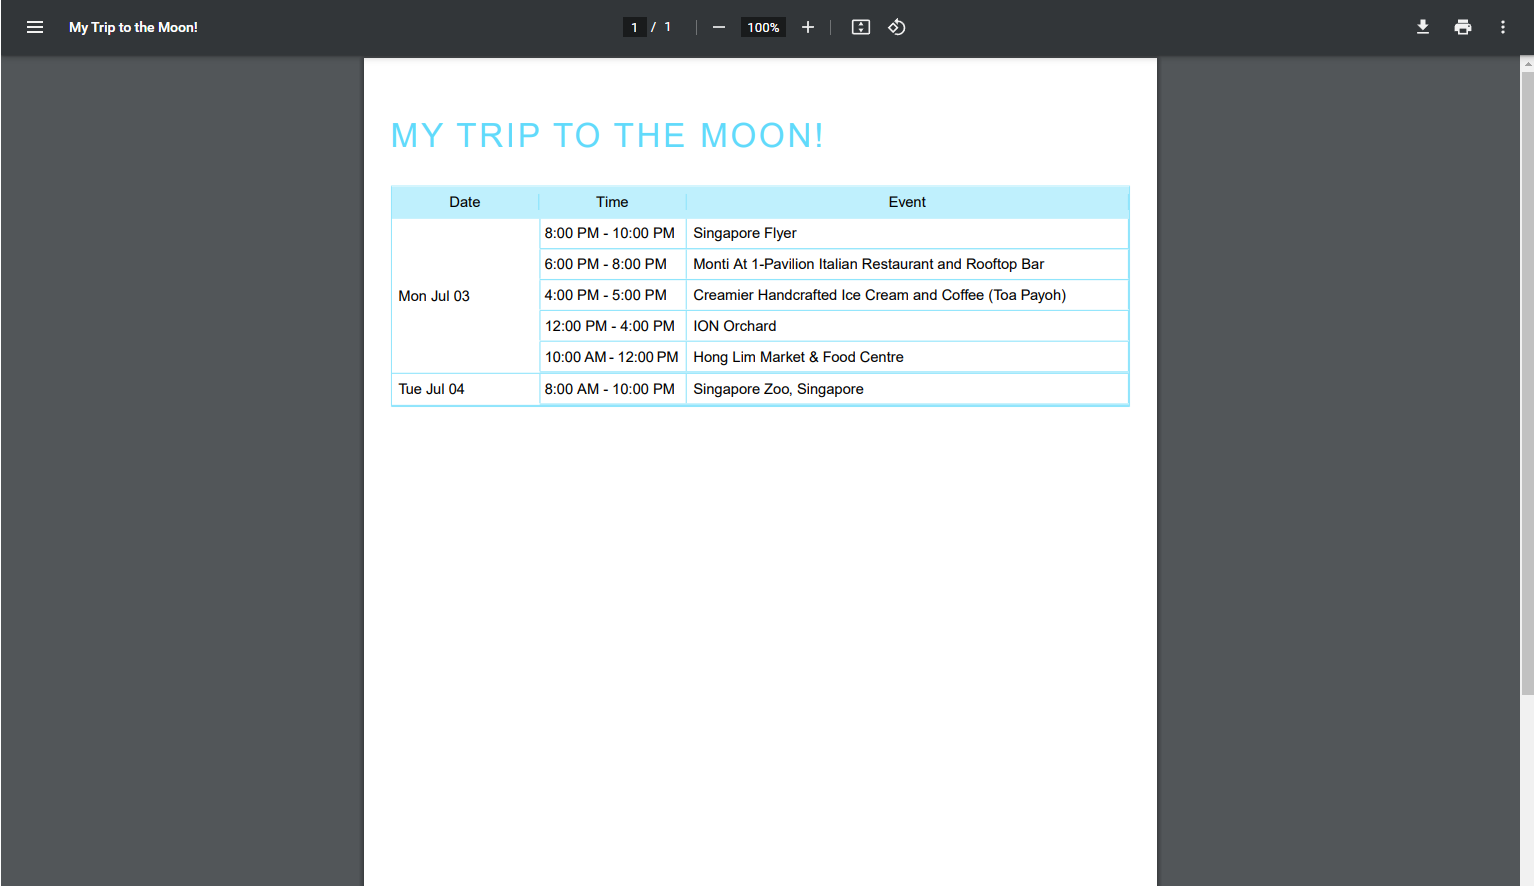 My Trip to the Moon!
1 / 1
100%
MY TRIP TO THE MOON!
Date Time Event
8:00 PM - 10:00 PM Singapore Flyer
6:00 PM - 8:00 PM Monti At 1-Pavilion Italian Restaurant and Rooftop Bar
Mon Jul 03 4:00 PM - 5:00 PM Creamier Handcrafted Ice Cream and Coffee (Toa Payoh)
12:00 PM - 4:00 PM ION Orchard
10:00 AM - 12:00 PM Hong Lim Market & Food Centre
Tue Jul 04 8:00 AM - 10:00 PM Singapore Zoo, Singapore